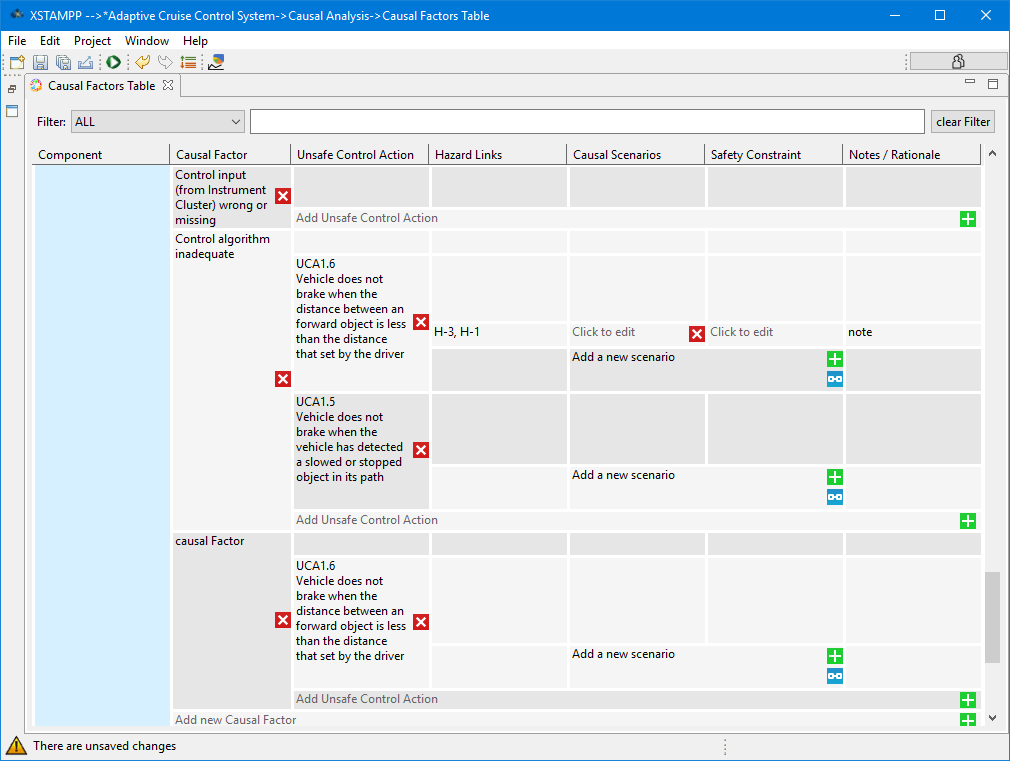 XSTAMPP -->*Adaptive Cruise Control System->Causal Analysis->Causal Factors Table
File Edit Project Window Help
Causal Factors Table
Filter: ALL clear Filter
Component Causal Factor Unsafe Control Action Hazard Links Causal Scenarios Safety Constraint Notes / Rationale
Control input
(from Instrument
Cluster) wrong or
missing
Add Unsafe Control Action
Control algorithm
inadequate
UCA1.6
Vehicle does not
brake when the
distance between an
forward object is less
than the distance
that set by the driver
H-3, H-1 Click to edit Click to edit note
Add a new scenario
UCA1.5
Vehicle does not
brake when the
vehicle has detected
a slowed or stopped
object in its path
Add a new scenario
Add Unsafe Control Action
causal Factor
UCA1.6
Vehicle does not
brake when the
distance between an
forward object is less
than the distance
that set by the driver
Add a new scenario
Add Unsafe Control Action
Add new Causal Factor
There are unsaved changes